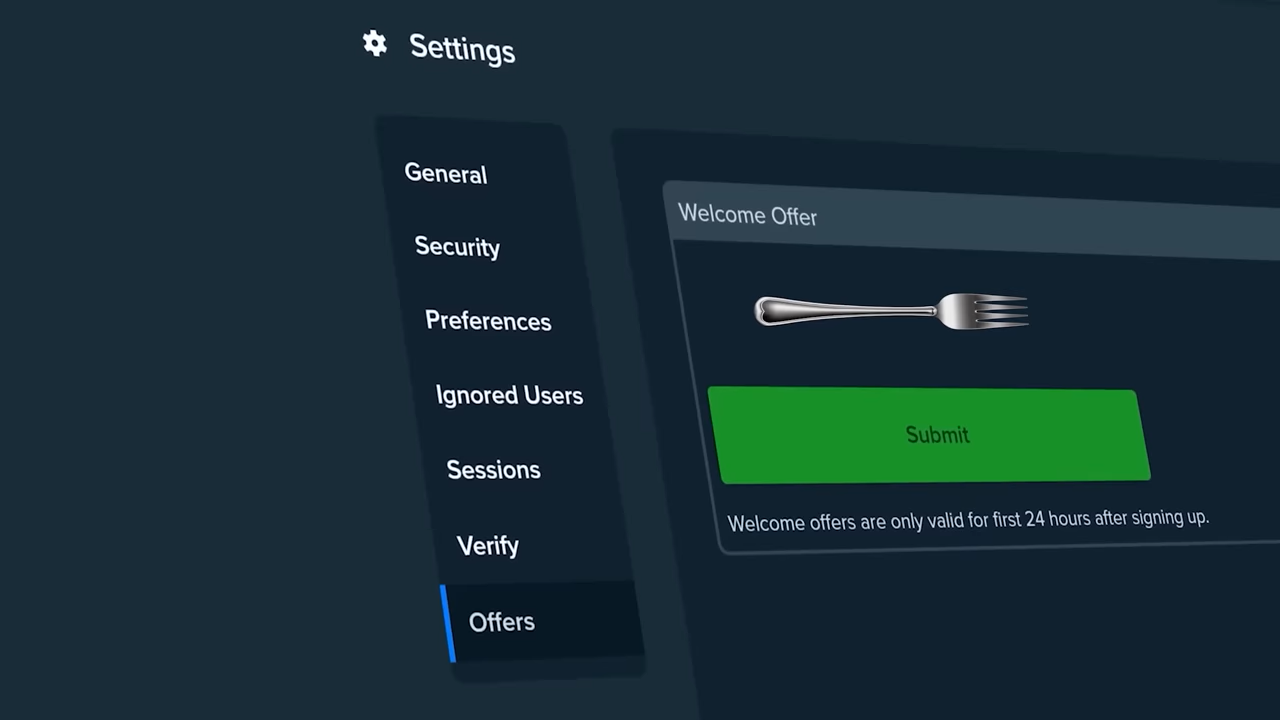 Settings
General
Security
Preferences
Ignored Users
Sessions
Verify
Offers
Welcome Offer
Submit
Welcome offers are only valid for first 24 hours after signing up.